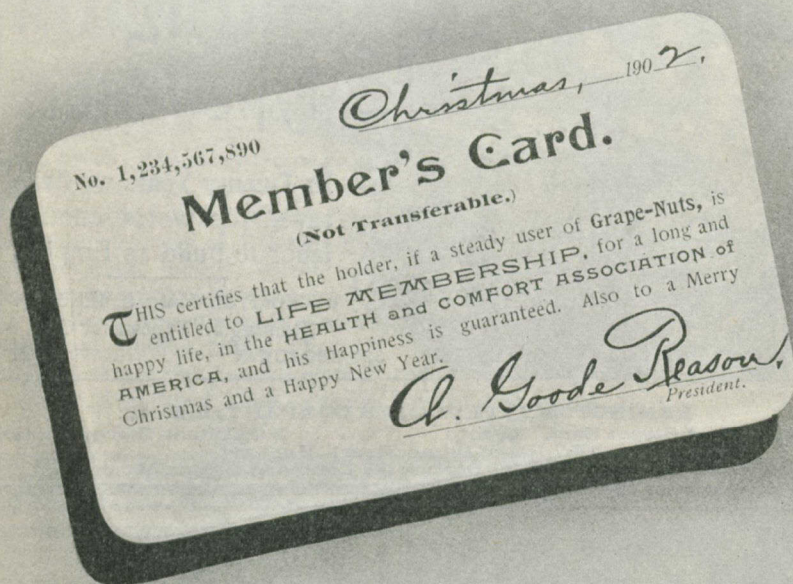 Christmas, 1902.
No. 1,234,567,890
Member's Card.
(Not Transferable.)
THIS certifies that the holder, if a steady user of Grape-Nuts, is
entitled to LIFE MEMBERSHIP, for a long and
happy life, in the HEALTH and COMFORT ASSOCIATION of
AMERICA, and his Happiness is guaranteed. Also to a Merry
Christmas and a Happy New Year.
A. Goode Reason,
President.